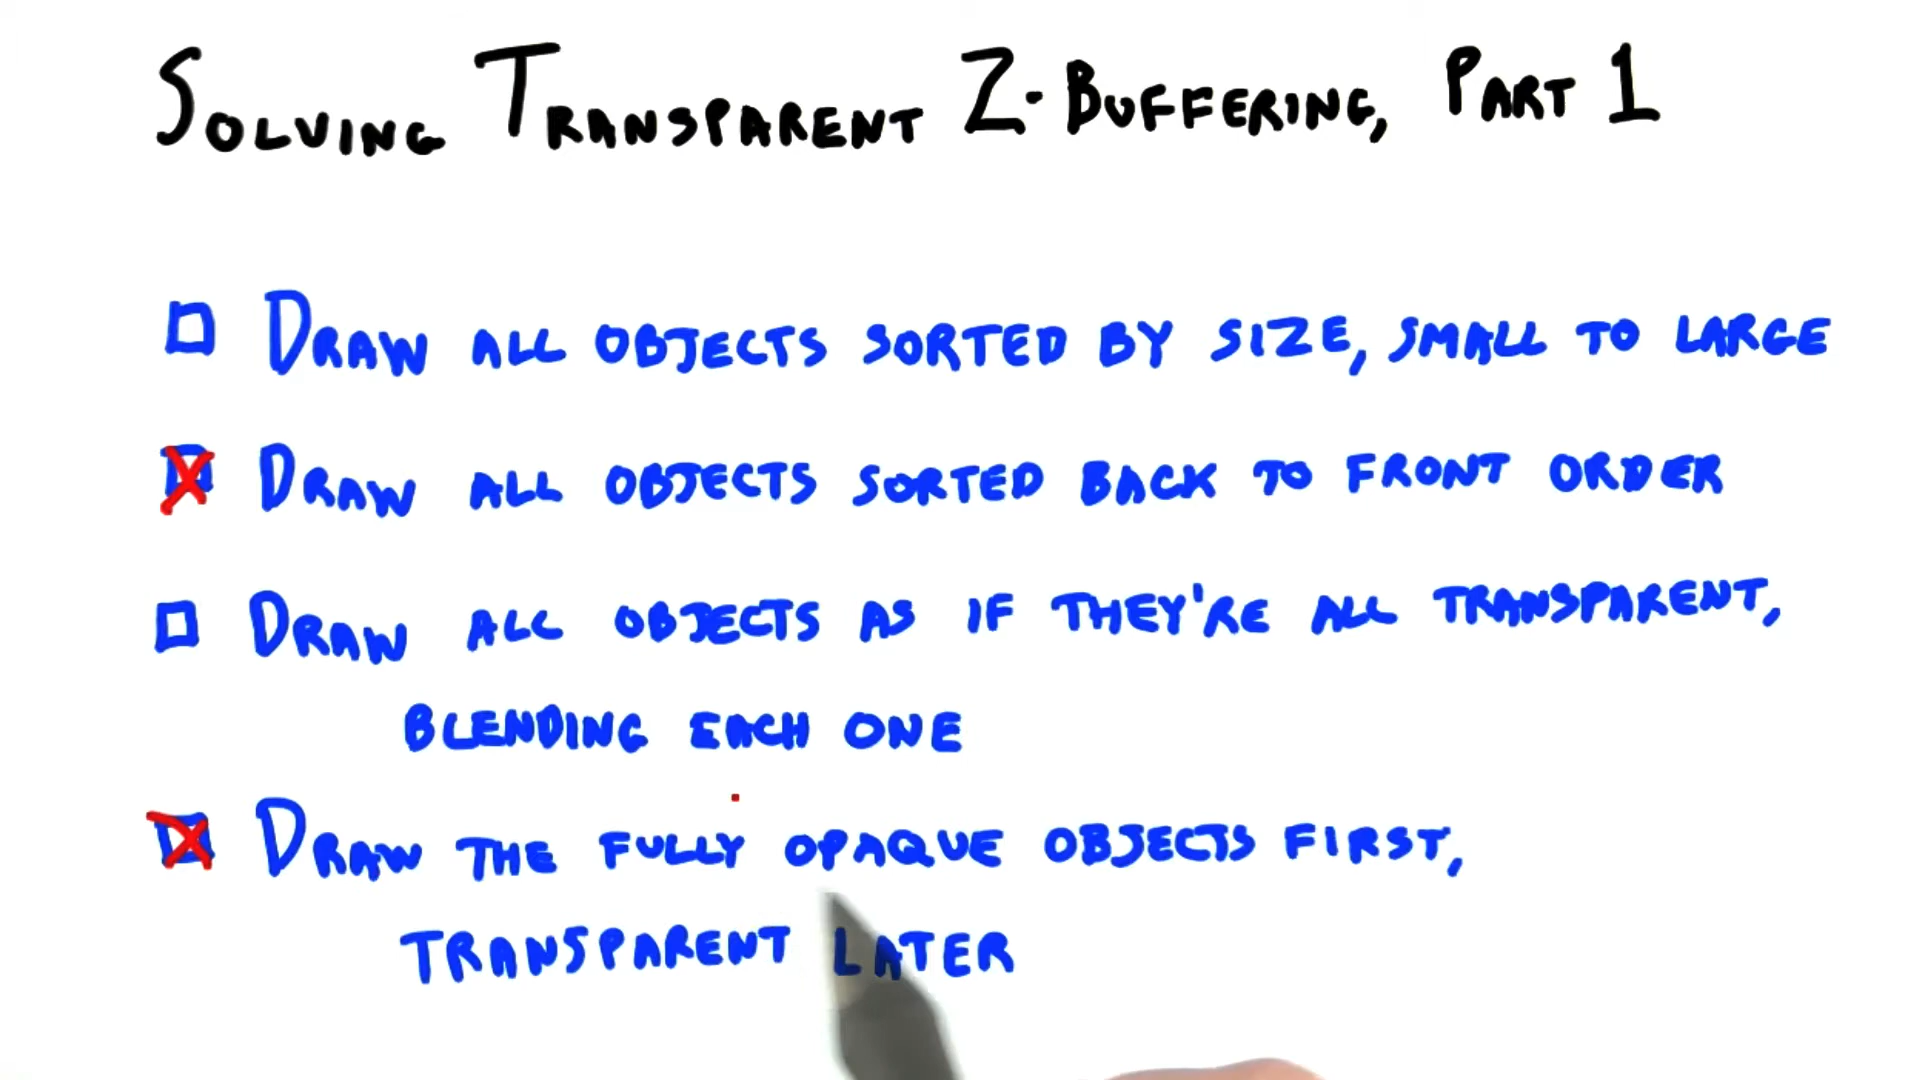 SOLVING TRANSPARENT Z-BUFFERING, PART 1
DRAW ALL OBJECTS SORTED BY SIZE, SMALL TO LARGE
DRAW ALL OBJECTS SORTED BACK TO FRONT ORDER
DRAW ALL OBJECTS AS IF THEY'RE ALL TRANSPARENT,
BLENDING EACH ONE
DRAW THE FULLY OPAQUE OBJECTS FIRST,
TRANSPARENT LATER